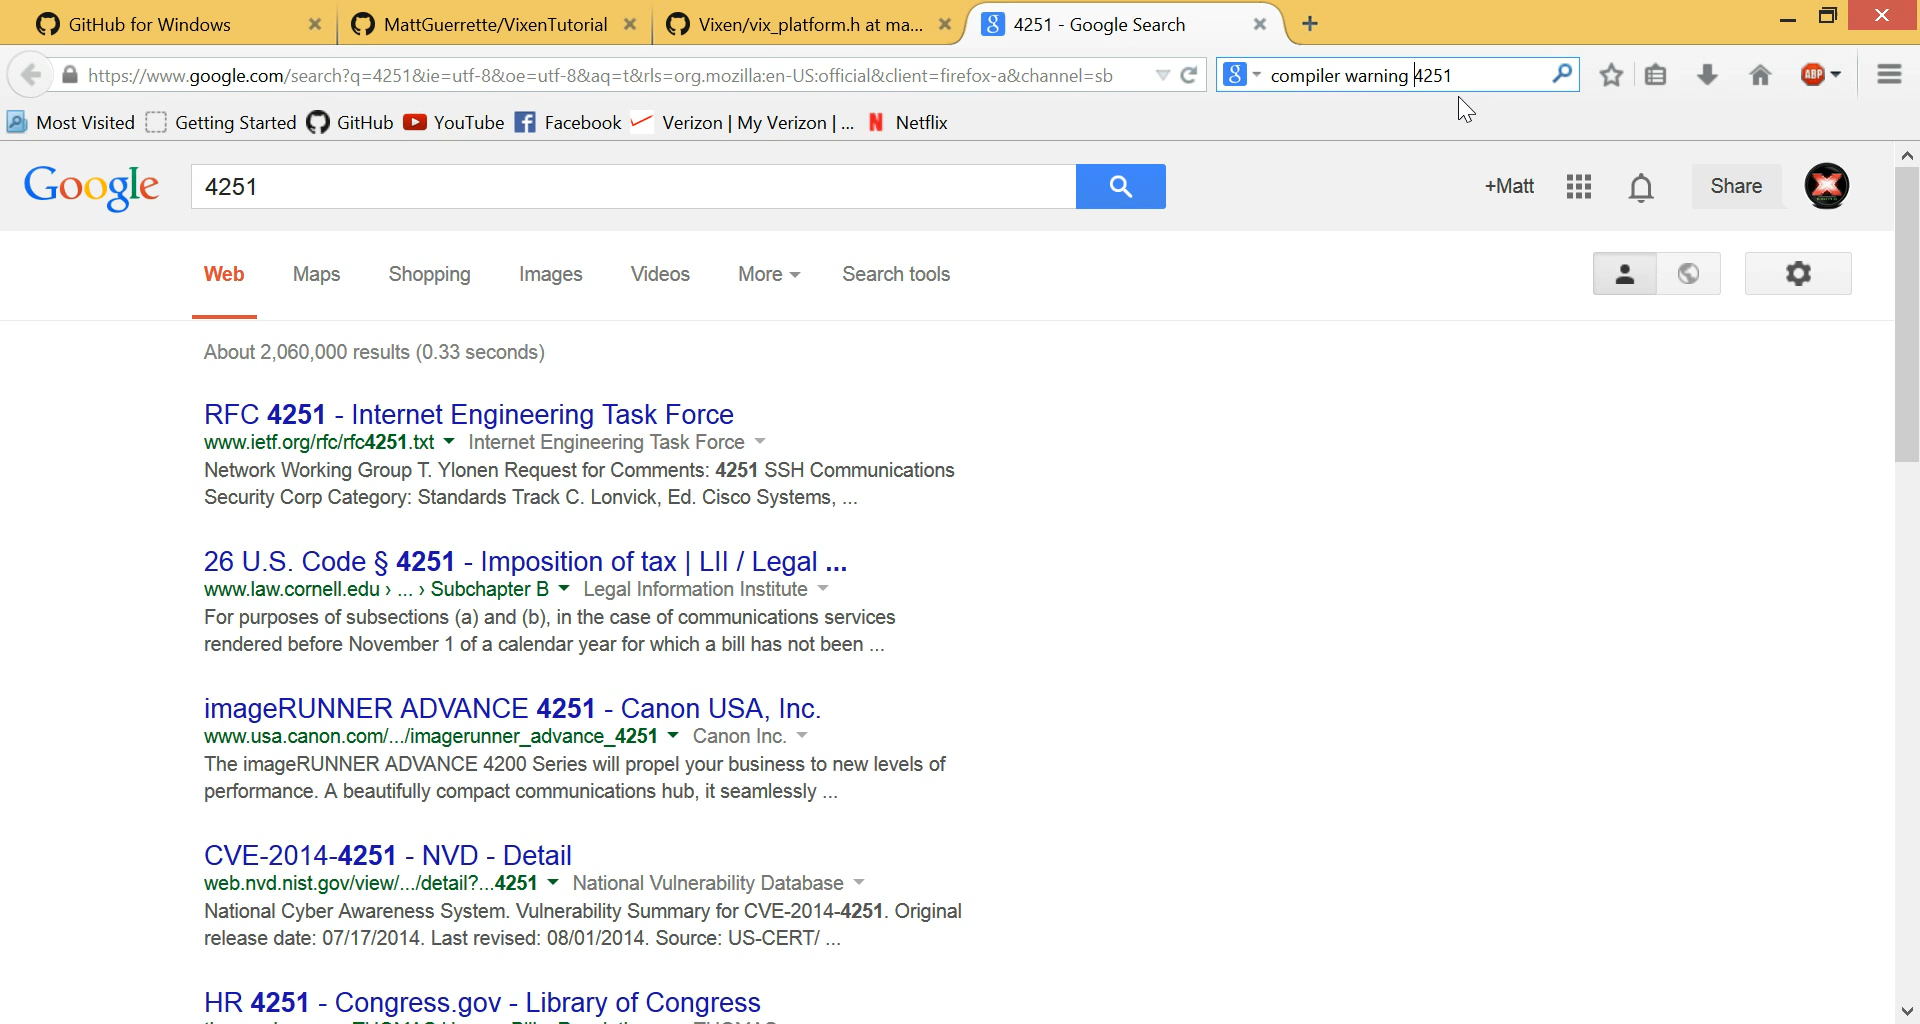 GitHub for Windows
MattGuerrette/VixenTutorial
Vixen/vix_platform.h at ma...
4251 - Google Search
https://www.google.com/search?q=4251&ie=utf-8&oe=utf-8&aq=t&rls=org.mozilla:en-US:official&client=firefox-a&channel=sb
compiler warning 4251
ABP
Most Visited
Getting Started
GitHub
YouTube
Facebook
Verizon | My Verizon | ...
Netflix
Google
4251
+Matt
Share
Web
Maps
Shopping
Images
Videos
More
Search tools
About 2,060,000 results (0.33 seconds)
RFC 4251 - Internet Engineering Task Force
www.ietf.org/rfc/rfc4251.txt Internet Engineering Task Force
Network Working Group T. Ylonen Request for Comments: 4251 SSH Communications
Security Corp Category: Standards Track C. Lonvick, Ed. Cisco Systems, ...
26 U.S. Code § 4251 - Imposition of tax | LII / Legal ...
www.law.cornell.edu › ... › Subchapter B Legal Information Institute
For purposes of subsections (a) and (b), in the case of communications services
rendered before November 1 of a calendar year for which a bill has not been ...
imageRUNNER ADVANCE 4251 - Canon USA, Inc.
www.usa.canon.com/.../imagerunner_advance_4251 Canon Inc.
The imageRUNNER ADVANCE 4200 Series will propel your business to new levels of
performance. A beautifully compact communications hub, it seamlessly ...
CVE-2014-4251 - NVD - Detail
web.nvd.nist.gov/view/.../detail?...4251 National Vulnerability Database
National Cyber Awareness System. Vulnerability Summary for CVE-2014-4251. Original
release date: 07/17/2014. Last revised: 08/01/2014. Source: US-CERT/ ...
HR 4251 - Congress.gov - Library of Congress